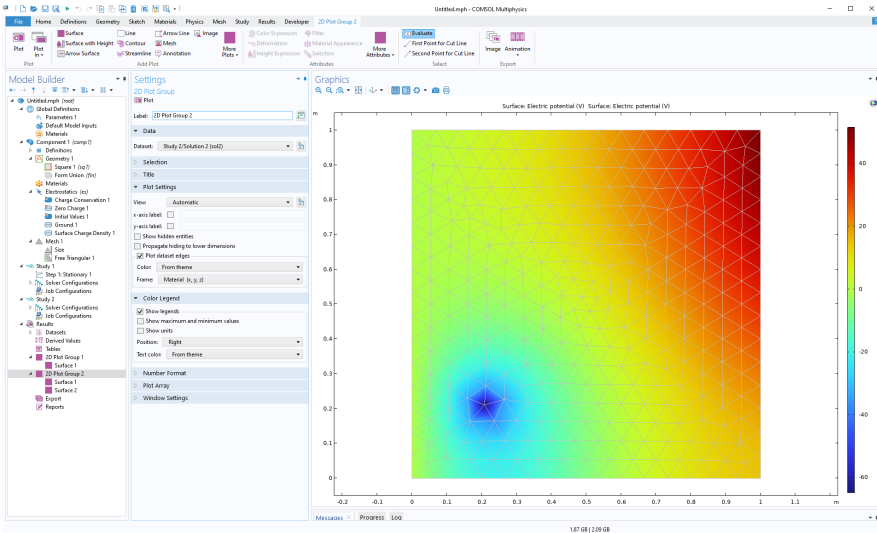 Untitled.mph - COMSOL Multiphysics
File Home Definitions Geometry Sketch Materials Physics Mesh Study Results Developer 2D Plot Group 2
Plot
Plot In
Plot
Surface Line Arrow Line Image
Surface with Height Contour Mesh
Arrow Surface Streamline Annotation
More Plots
Add Plot
Color Expression Filter
Deformation Material Appearance
Height Expression Selection
More Attributes
Attributes
Evaluate
First Point for Cut Line
Second Point for Cut Line
Select
Image Animation
Export
Model Builder
Untitled.mph (root)
Global Definitions
Parameters 1
Default Model Inputs
Materials
Component 1 (comp1)
Definitions
Geometry 1
Square 1 (sq1)
Form Union (fin)
Materials
Electrostatics (es)
Charge Conservation 1
Zero Charge 1
Initial Values 1
Ground 1
Surface Charge Density 1
Mesh 1
Size
Free Triangular 1
Study 1
Step 1: Stationary 1
Solver Configurations
Job Configurations
Study 2
Solver Configurations
Job Configurations
Results
Datasets
Derived Values
Tables
2D Plot Group 1
Surface 1
2D Plot Group 2
Surface 1
Surface 2
Export
Reports
Settings
2D Plot Group
Plot
Label: 2D Plot Group 2
Data
Dataset: Study 2/Solution 2 (sol2)
Selection
Title
Plot Settings
View: Automatic
x-axis label:
y-axis label:
Show hidden entities
Propagate hiding to lower dimensions
Plot dataset edges
Color: From theme
Frame: Material (x, y, z)
Color Legend
Show legends
Show maximum and minimum values
Show units
Position: Right
Text color: From theme
Number Format
Plot Array
Window Settings
Graphics
Surface: Electric potential (V) Surface: Electric potential (V)
m
1
0.9
0.8
0.7
0.6
0.5
0.4
0.3
0.2
0.1
0
-0.2 -0.1 0 0.1 0.2 0.3 0.4 0.5 0.6 0.7 0.8 0.9 1 1.1 m
40
20
0
-20
-40
-60
Messages Progress Log
1.87 GB | 2.09 GB